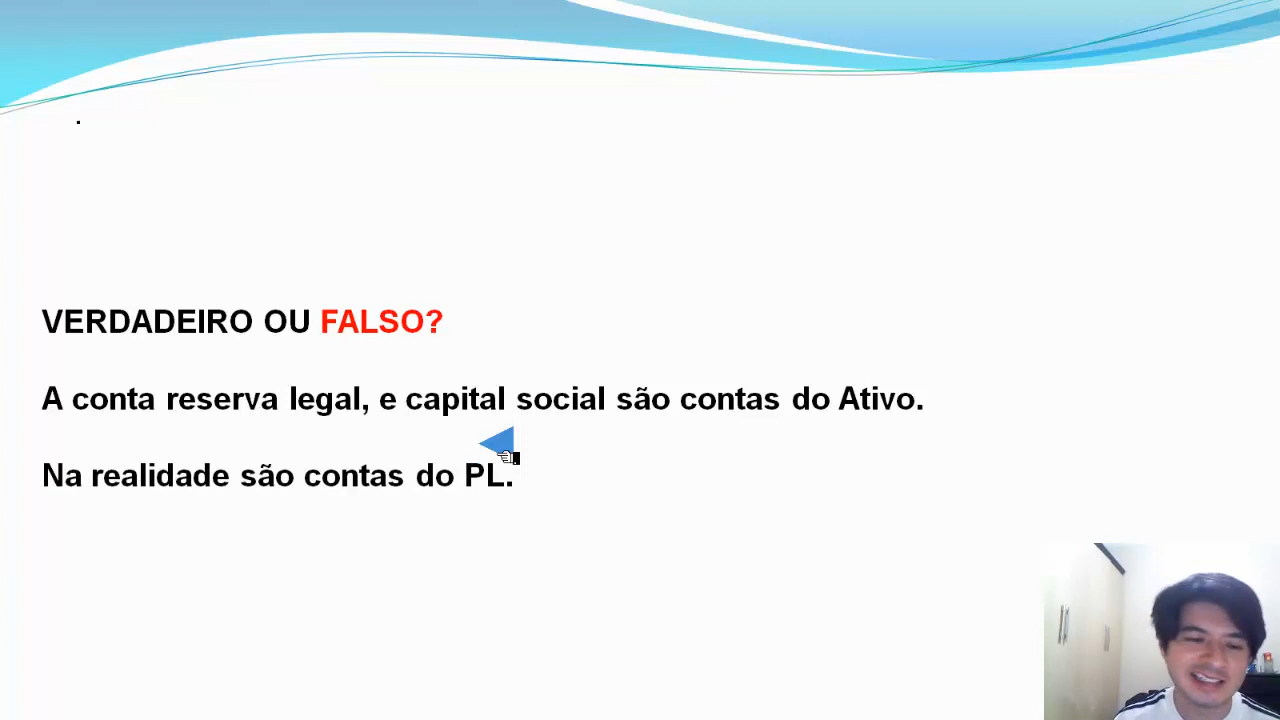 .
VERDADEIRO OU FALSO?
A conta reserva legal, e capital social são contas do Ativo.
Na realidade são contas do PL.